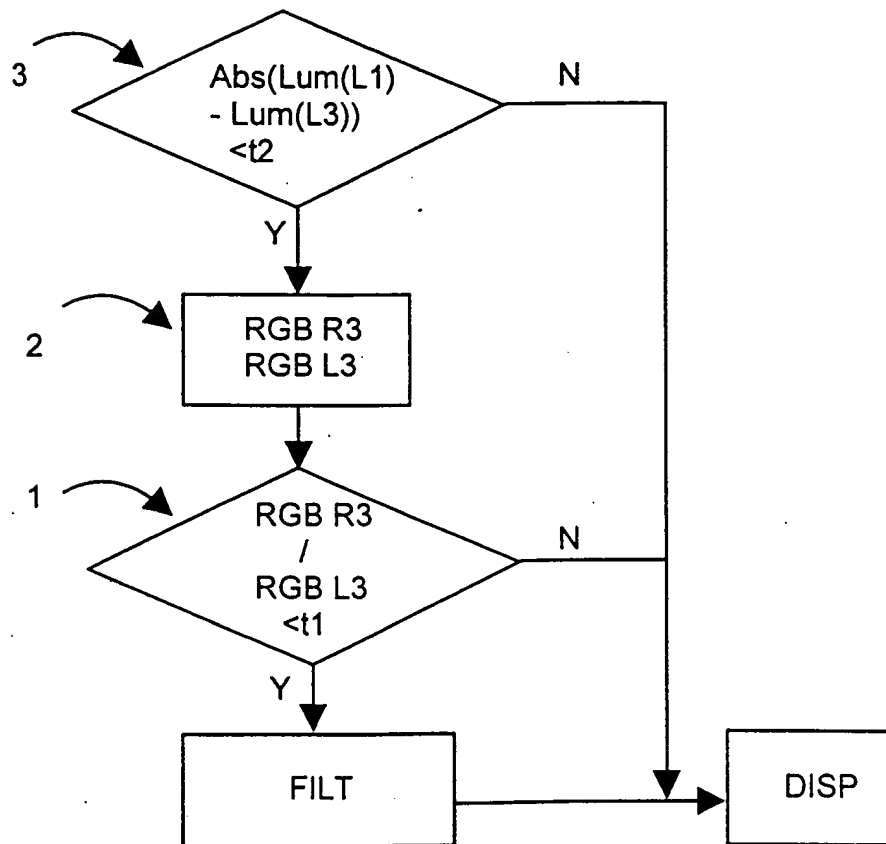 3
Abs(Lum(L1)
- Lum(L3))
<t2
N
Y
2
RGB R3
RGB L3
1
RGB R3
/
RGB L3
<t1
N
Y
FILT
DISP